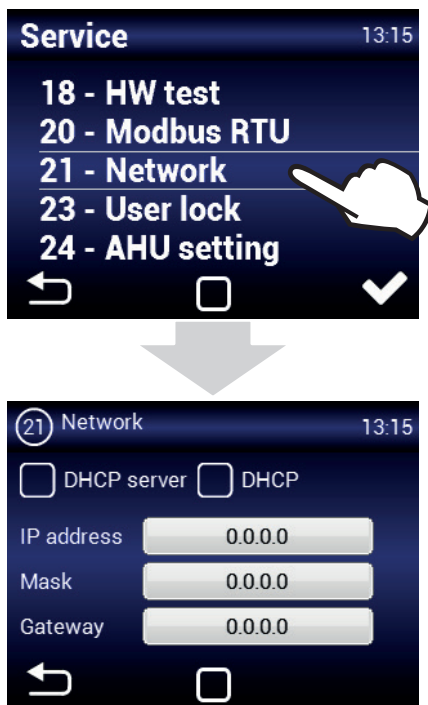 Service 13:15
18 - HW test
20 - Modbus RTU
21 - Network
23 - User lock
24 - AHU setting
21 Network 13:15
DHCP server DHCP
IP address 0.0.0.0
Mask 0.0.0.0
Gateway 0.0.0.0